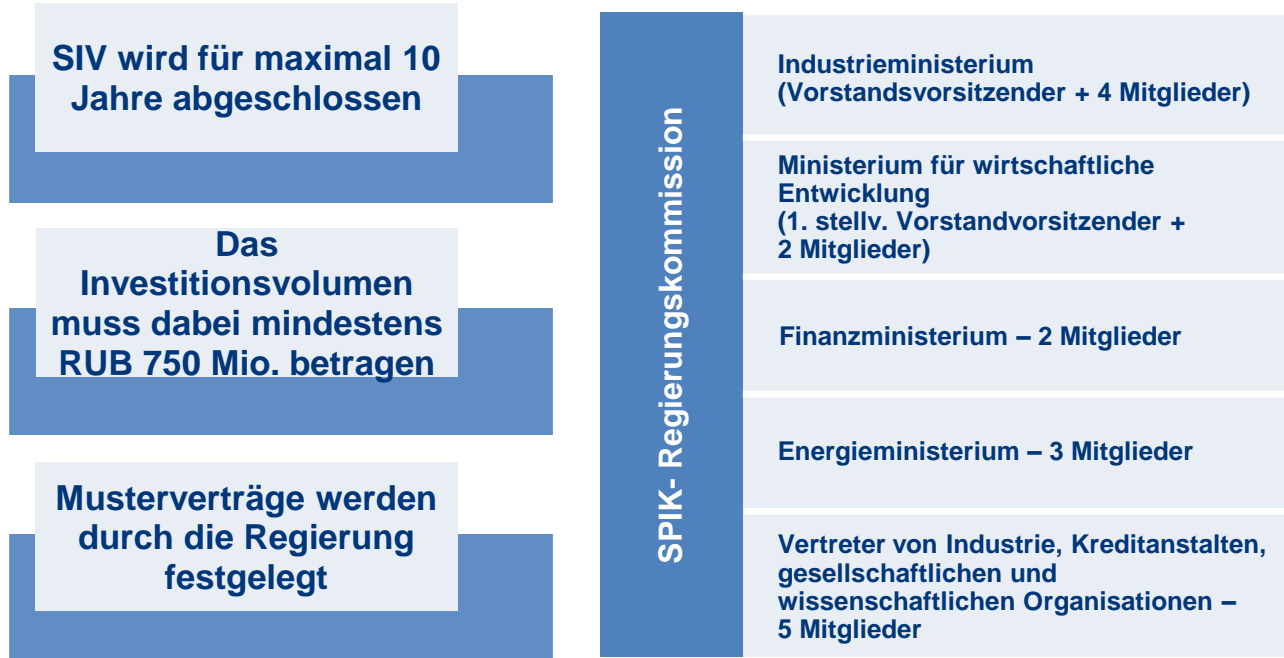 SIV wird für maximal 10
Jahre abgeschlossen
Das
Investitionsvolumen
muss dabei mindestens
RUB 750 Mio. betragen
Musterverträge werden
durch die Regierung
festgelegt
SPIK- Regierungskommission
Industrieministerium
(Vorstandsvorsitzender + 4 Mitglieder)
Ministerium für wirtschaftliche
Entwicklung
(1. stellv. Vorstandvorsitzender +
2 Mitglieder)
Finanzministerium – 2 Mitglieder
Energieministerium – 3 Mitglieder
Vertreter von Industrie, Kreditanstalten,
gesellschaftlichen und
wissenschaftlichen Organisationen –
5 Mitglieder